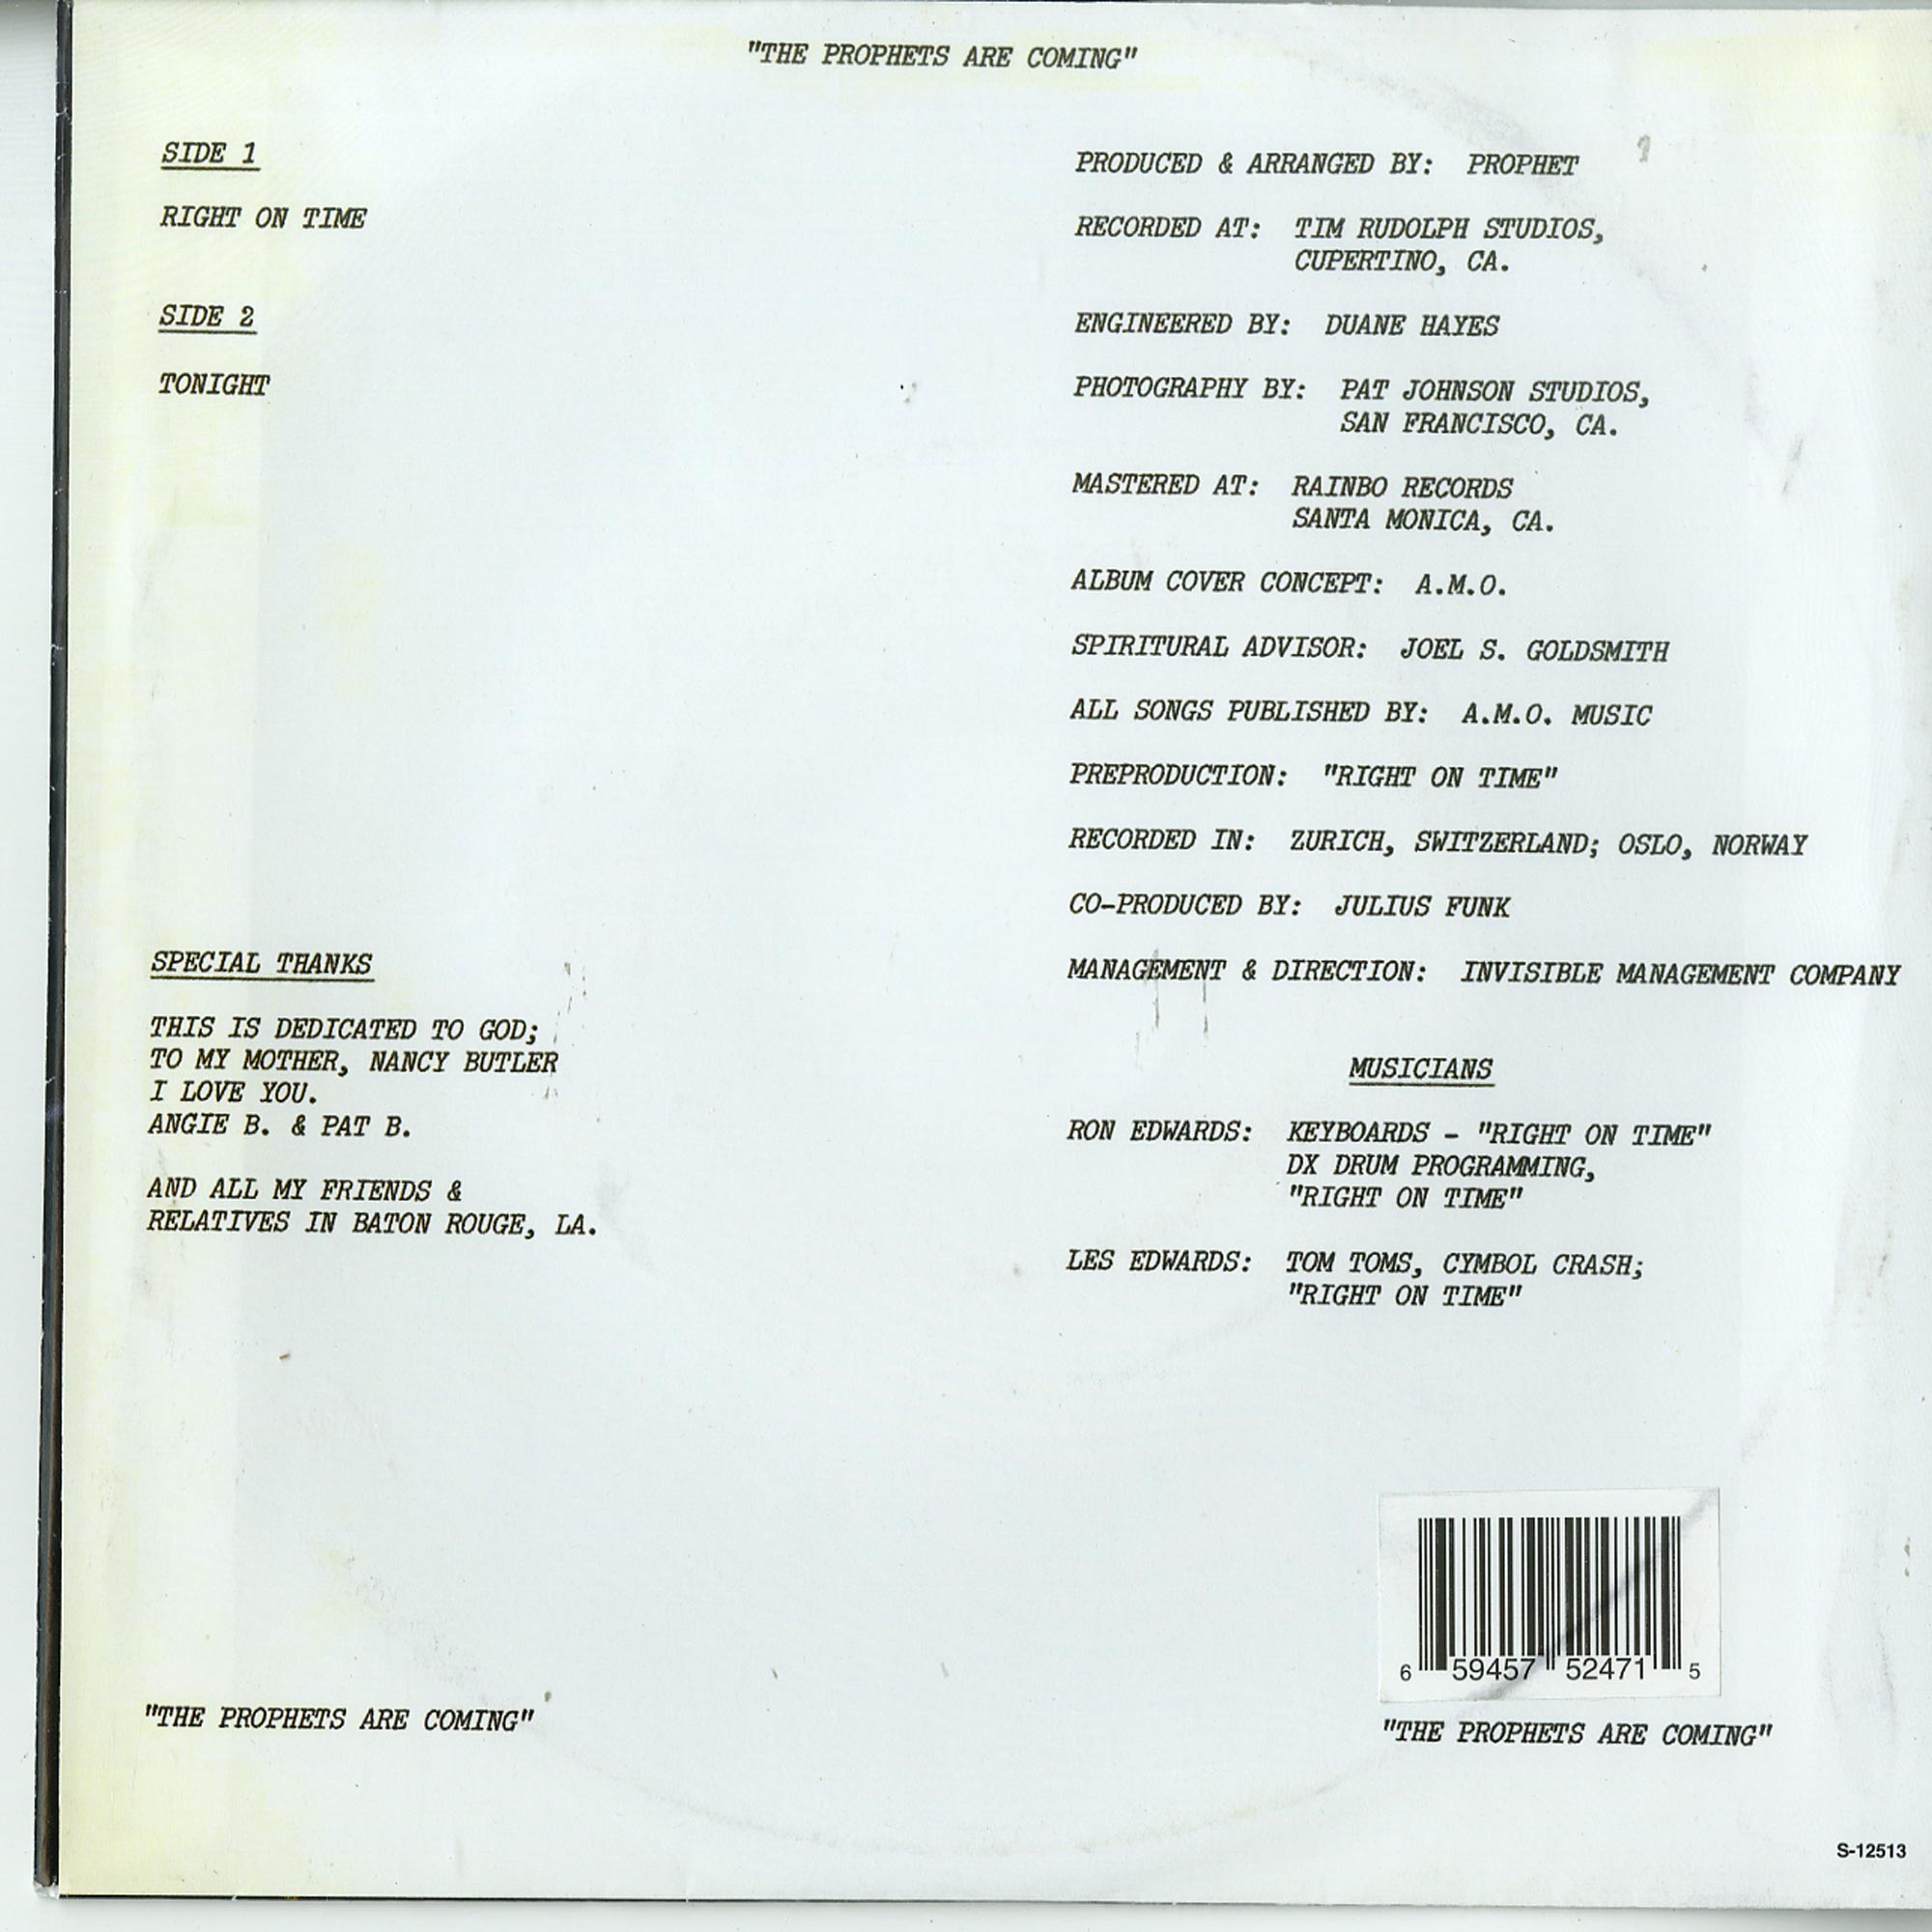 "THE PROPHETS ARE COMING"
SIDE 1
RIGHT ON TIME
SIDE 2
TONIGHT
SPECIAL THANKS
THIS IS DEDICATED TO GOD;
TO MY MOTHER, NANCY BUTLER
I LOVE YOU.
ANGIE B. & PAT B.
AND ALL MY FRIENDS &
RELATIVES IN BATON ROUGE, LA.
"THE PROPHETS ARE COMING"
PRODUCED & ARRANGED BY: PROPHET
RECORDED AT: TIM RUDOLPH STUDIOS,
CUPERTINO, CA.
ENGINEERED BY: DUANE HAYES
PHOTOGRAPHY BY: PAT JOHNSON STUDIOS,
SAN FRANCISCO, CA.
MASTERED AT: RAINBO RECORDS
SANTA MONICA, CA.
ALBUM COVER CONCEPT: A.M.O.
SPIRITURAL ADVISOR: JOEL S. GOLDSMITH
ALL SONGS PUBLISHED BY: A.M.O. MUSIC
PREPRODUCTION: "RIGHT ON TIME"
RECORDED IN: ZURICH, SWITZERLAND; OSLO, NORWAY
CO-PRODUCED BY: JULIUS FUNK
MANAGEMENT & DIRECTION: INVISIBLE MANAGEMENT COMPANY
MUSICIANS
RON EDWARDS: KEYBOARDS - "RIGHT ON TIME"
DX DRUM PROGRAMMING,
"RIGHT ON TIME"
LES EDWARDS: TOM TOMS, CYMBOL CRASH;
"RIGHT ON TIME"
6 59457 52471 5
"THE PROPHETS ARE COMING"
S-12513